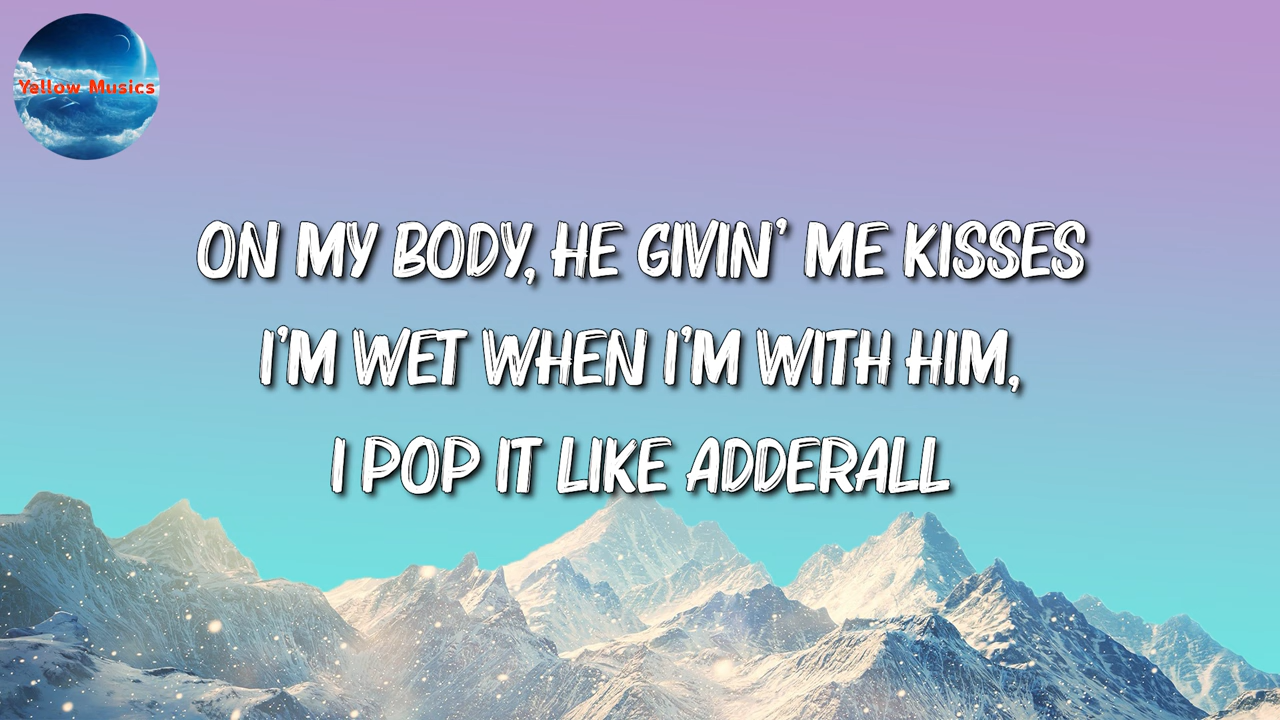 Yellow Musics
ON MY BODY, HE GIVIN' ME KISSES
I'M WET WHEN I'M WITH HIM,
I POP IT LIKE ADDERALL